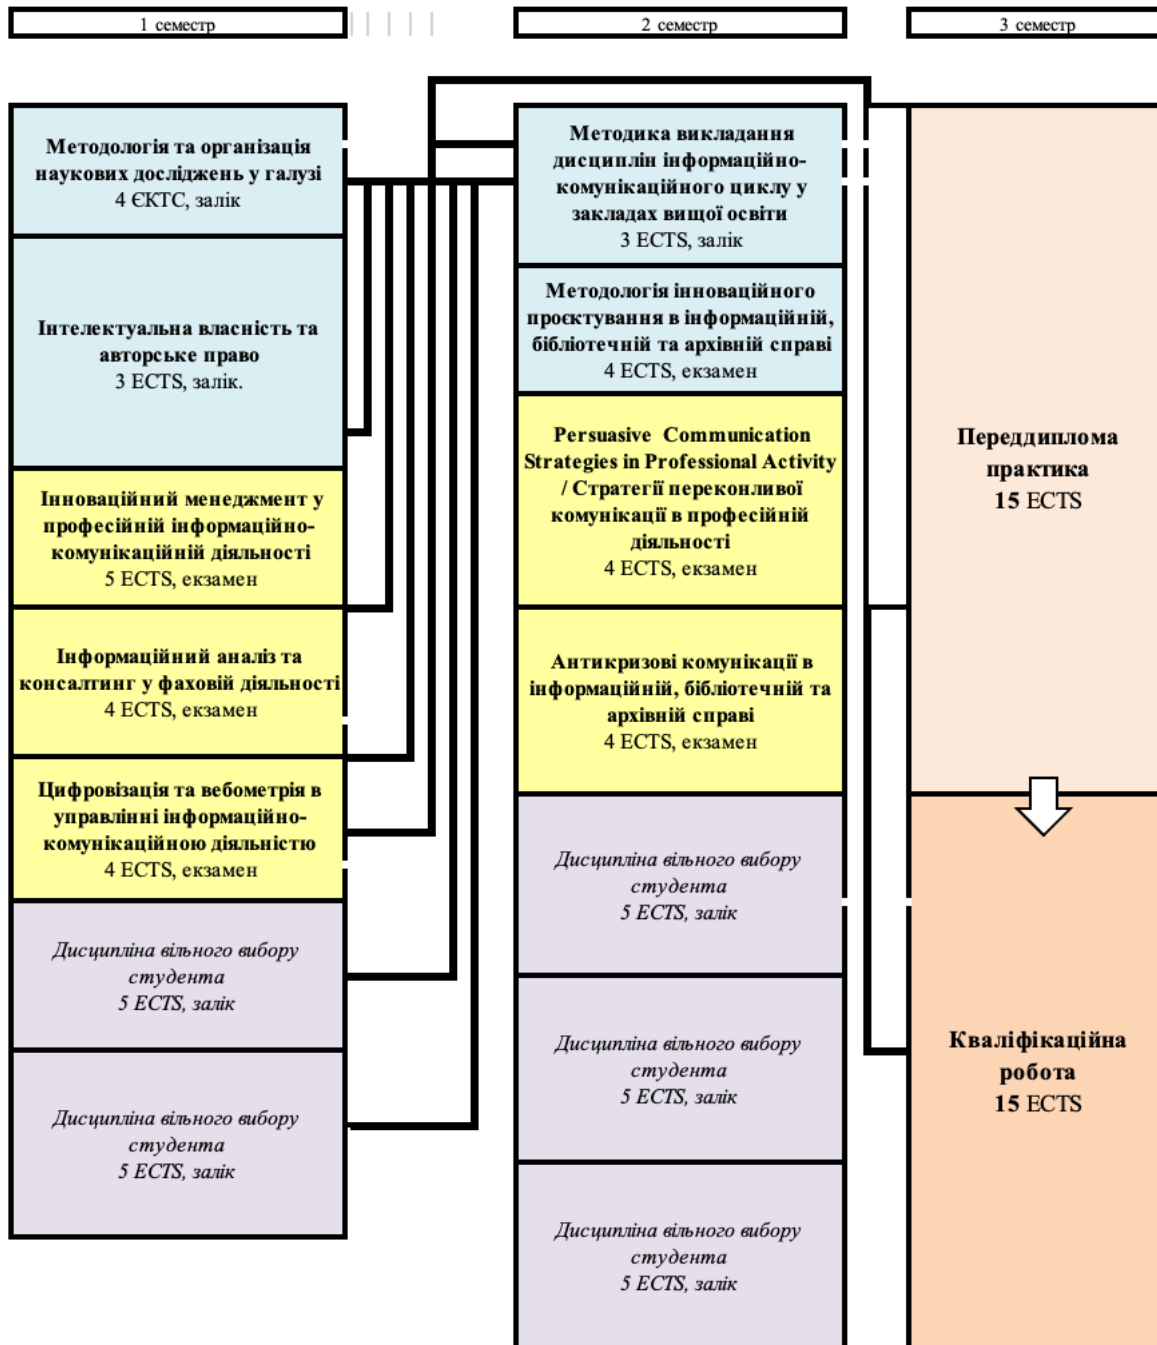 1 семестр
2 семестр
3 семестр
Методологія та організація
наукових досліджень у галузі
4 ЄКТС, залік
Інтелектуальна власність та
авторське право
3 ECTS, залік.
Інноваційний менеджмент у
професійній інформаційно-
комунікаційній діяльності
5 ECTS, екзамен
Інформаційний аналіз та
консалтинг у фаховій діяльності
4 ECTS, екзамен
Цифровізація та вебометрія в
управлінні інформаційно-
комунікаційною діяльністю
4 ECTS, екзамен
Дисципліна вільного вибору
студента
5 ECTS, залік
Дисципліна вільного вибору
студента
5 ECTS, залік
Методика викладання
дисциплін інформаційно-
комунікаційного циклу у
закладах вищої освіти
3 ECTS, залік
Методологія інноваційного
проєктування в інформаційній,
бібліотечній та архівній справі
4 ECTS, екзамен
Persuasive Communication
Strategies in Professional Activity
/ Стратегії переконливої
комунікації в професійній
діяльності
4 ECTS, екзамен
Антикризові комунікації в
інформаційній, бібліотечній та
архівній справі
4 ECTS, екзамен
Дисципліна вільного вибору
студента
5 ECTS, залік
Дисципліна вільного вибору
студента
5 ECTS, залік
Дисципліна вільного вибору
студента
5 ECTS, залік
Переддиплома
практика
15 ECTS
Кваліфікаційна
робота
15 ECTS